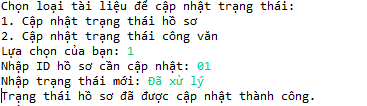 Chọn loại tài liệu để cập nhật trạng thái:
1. Cập nhật trạng thái hồ sơ
2. Cập nhật trạng thái công văn
Lựa chọn của bạn: 1
Nhập ID hồ sơ cần cập nhật: 01
Nhập trạng thái mới: Đã xử lý
Trạng thái hồ sơ đã được cập nhật thành công.